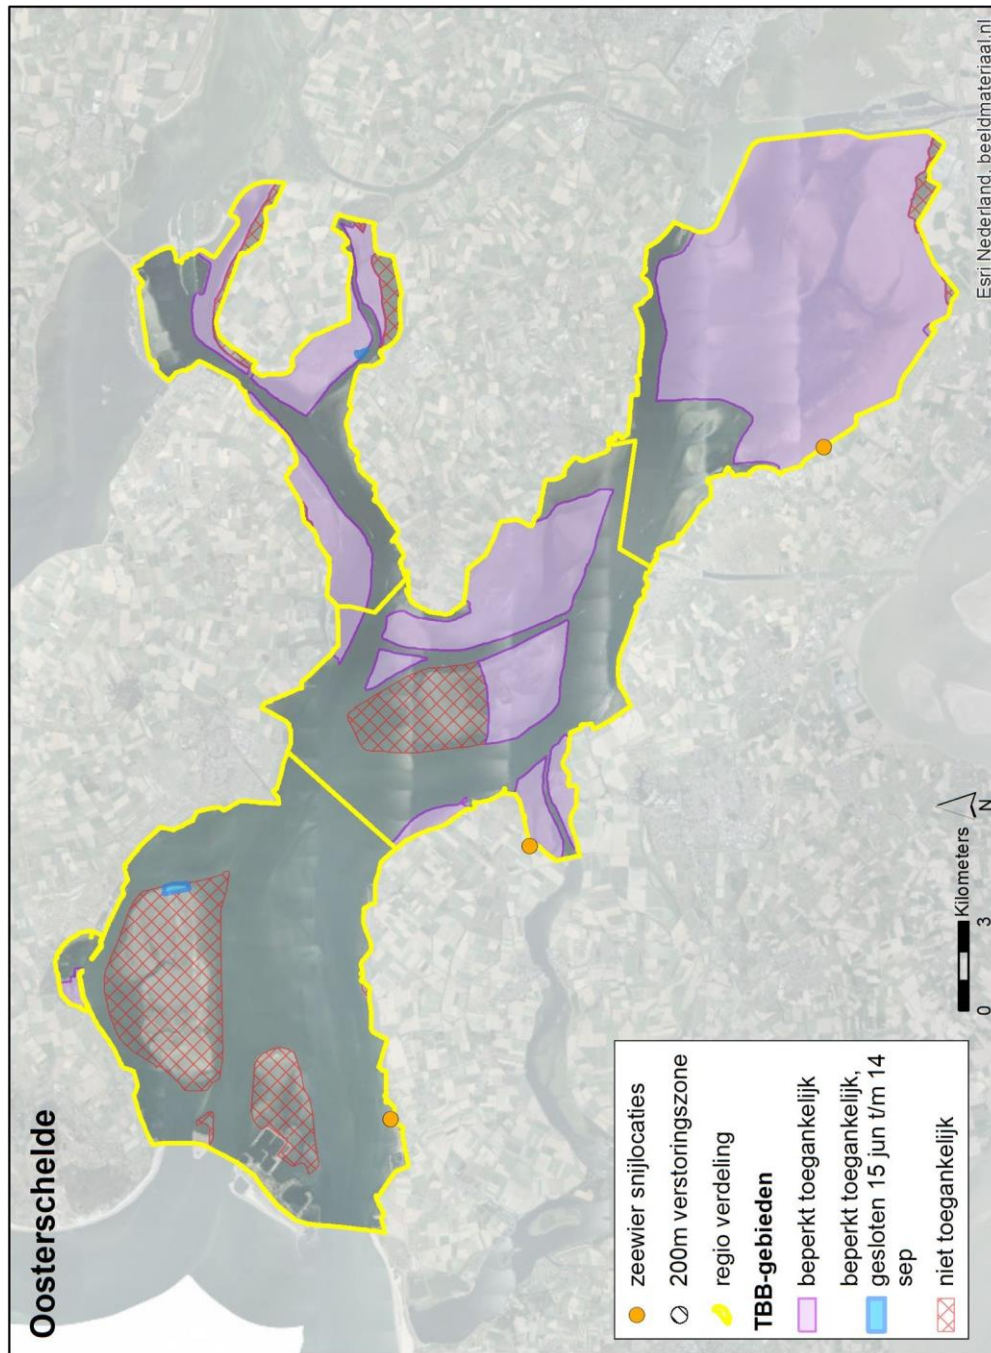 Oosterschelde
zeewier snijlocaties
200m verstoringszone
regio verdeling
TBB-gebieden
beperkt toegankelijk
beperkt toegankelijk,
gesloten 15 jun t/m 14
sep
niet toegankelijk
0 3 Kilometers
N
Esri Nederland, beeldmateriaal.nl